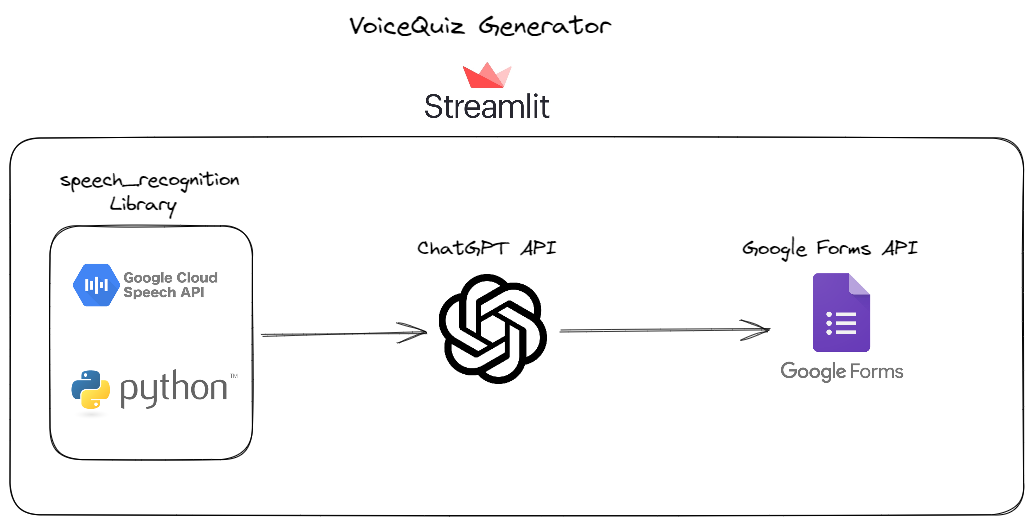 VoiceQuiz Generator
Streamlit
speech_recognition
Library
Google Cloud
Speech API
python™
ChatGPT API
Google Forms API
Google Forms